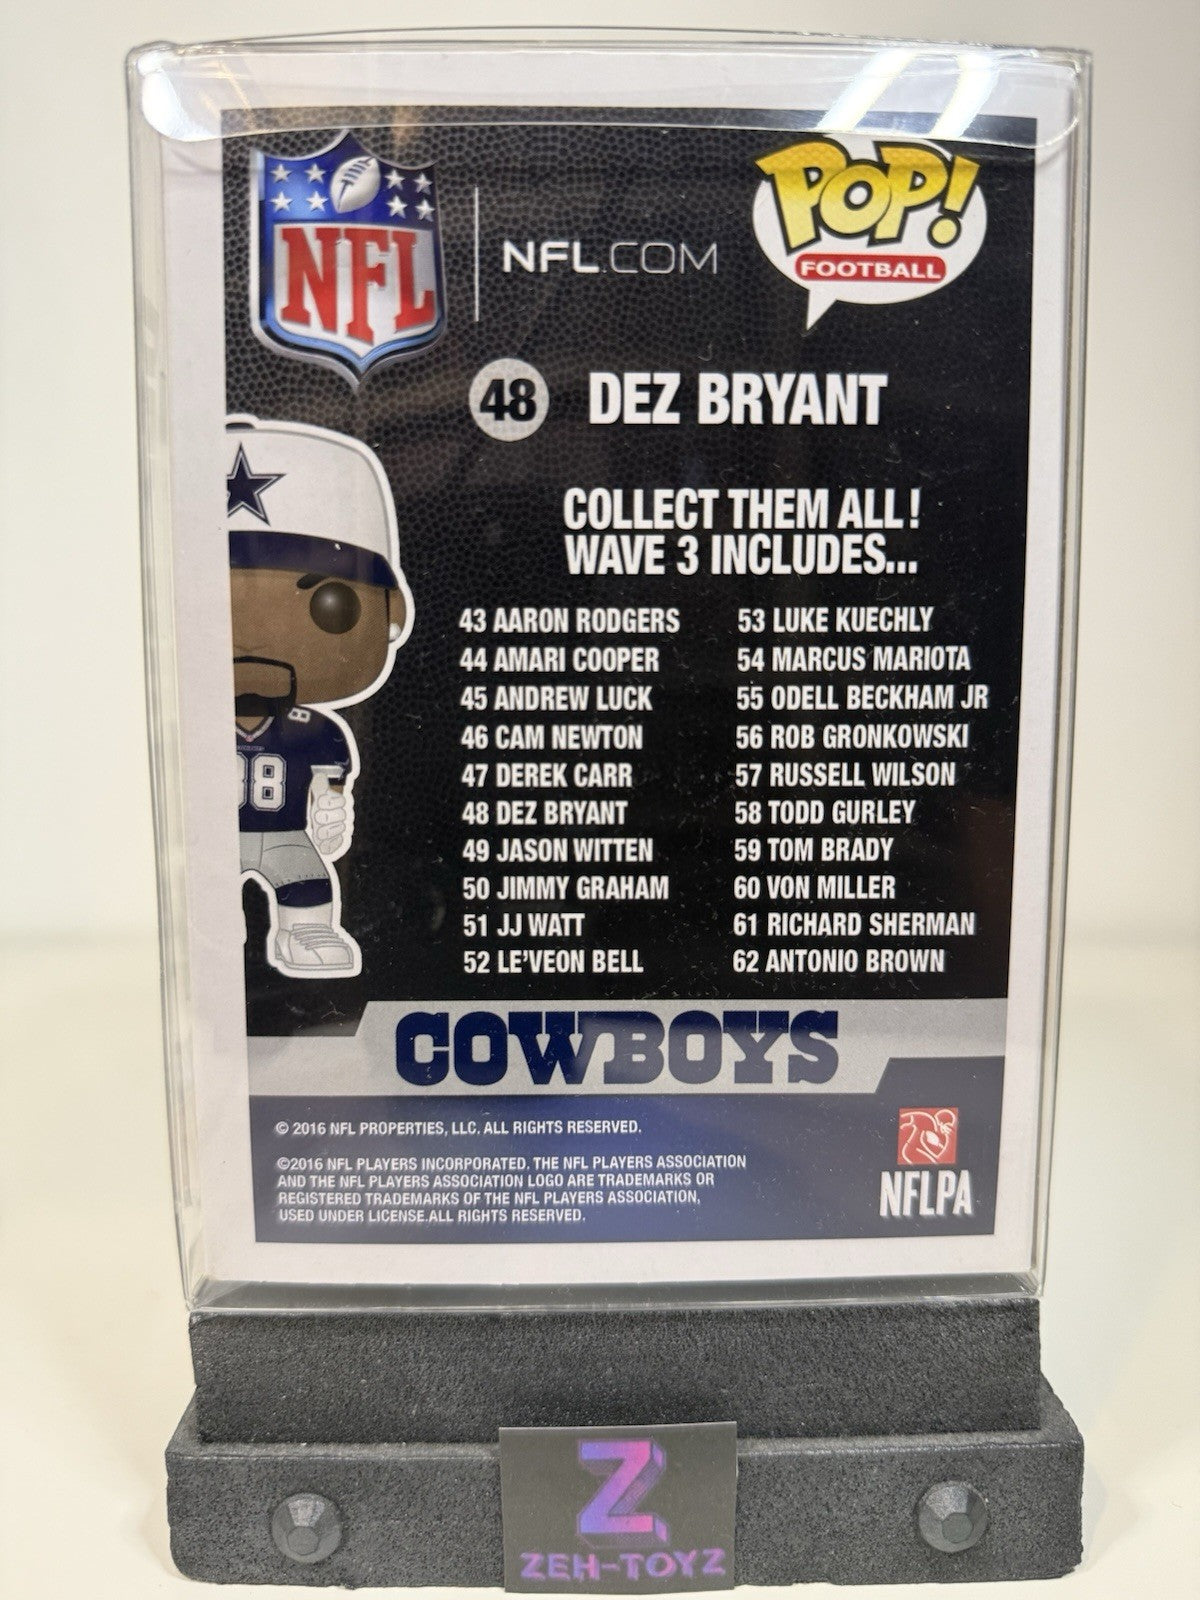 NFL
NFL.COM
POP!
FOOTBALL
48 DEZ BRYANT
COLLECT THEM ALL!
WAVE 3 INCLUDES...
43 AARON RODGERS
44 AMARI COOPER
45 ANDREW LUCK
46 CAM NEWTON
47 DEREK CARR
48 DEZ BRYANT
49 JASON WITTEN
50 JIMMY GRAHAM
51 JJ WATT
52 LE'VEON BELL
53 LUKE KUECHLY
54 MARCUS MARIOTA
55 ODELL BECKHAM JR
56 ROB GRONKOWSKI
57 RUSSELL WILSON
58 TODD GURLEY
59 TOM BRADY
60 VON MILLER
61 RICHARD SHERMAN
62 ANTONIO BROWN
8
88
COWBOYS
© 2016 NFL PROPERTIES, LLC. ALL RIGHTS RESERVED.
©2016 NFL PLAYERS INCORPORATED. THE NFL PLAYERS ASSOCIATION
AND THE NFL PLAYERS ASSOCIATION LOGO ARE TRADEMARKS OR
REGISTERED TRADEMARKS OF THE NFL PLAYERS ASSOCIATION,
USED UNDER LICENSE.ALL RIGHTS RESERVED.
NFLPA
Z
ZEH-TOYZ